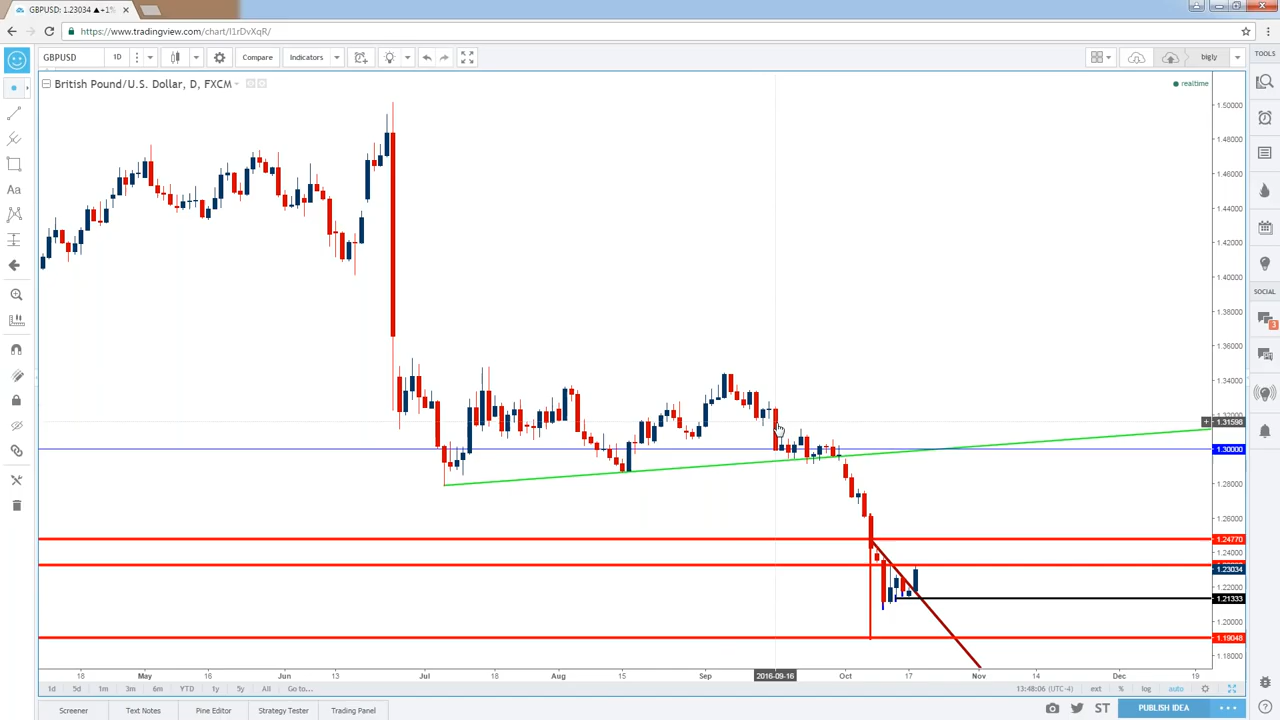 GBPUSD: 1.23034 ▲+1%
https://www.tradingview.com/chart/I1rDvXqR/
GBPUSD 1D Compare Indicators bigly TOOLS
British Pound/U.S. Dollar, D, FXCM realtime
1.50000
1.48000
1.46000
1.44000
1.42000
1.40000
1.38000
1.36000
1.34000
1.32000
1.31598
1.30000
1.28000
1.26000
1.24770
1.24000
1.23034
1.22000
1.21333
1.20000
1.19048
1.18000
Aa
SOCIAL
3
18 May 16 Jun 13 Jul 18 Aug 15 Sep 2016-09-16 Oct 17 Nov 14 Dec 19
1d 5d 1m 3m 6m YTD 1y 5y All Go to... 13:48:06 (UTC-4) ext % log auto
Screener Text Notes Pine Editor Strategy Tester Trading Panel ST PUBLISH IDEA